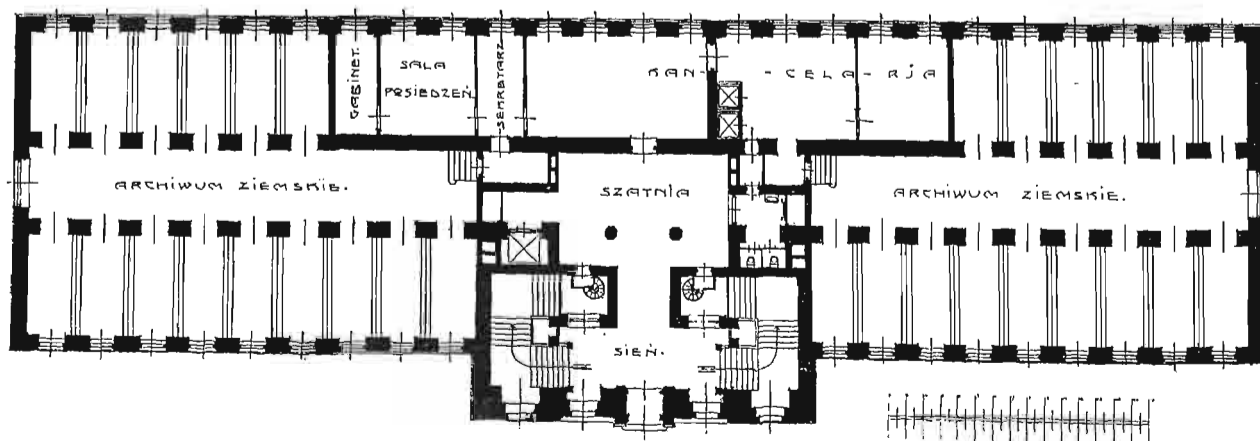 GABINET.
SALA
POSIEDZEŃ.
SEKRETARZ
KAN-
-CELA-RJA
ARCHIWUM ZIEMSKIE.
SZATNIA
ARCHIWUM ZIEMSKIE.
SIEŃ.